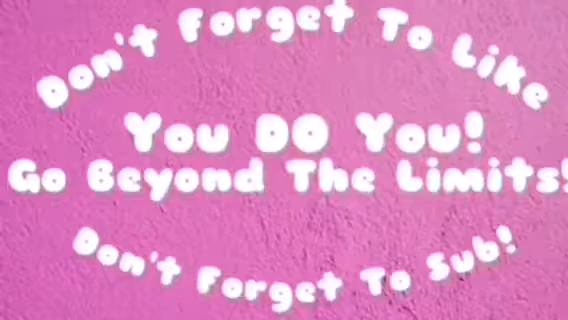 Don't Forget To Like
You DO You!
Go Beyond The Limits!
Don't Forget To Sub!